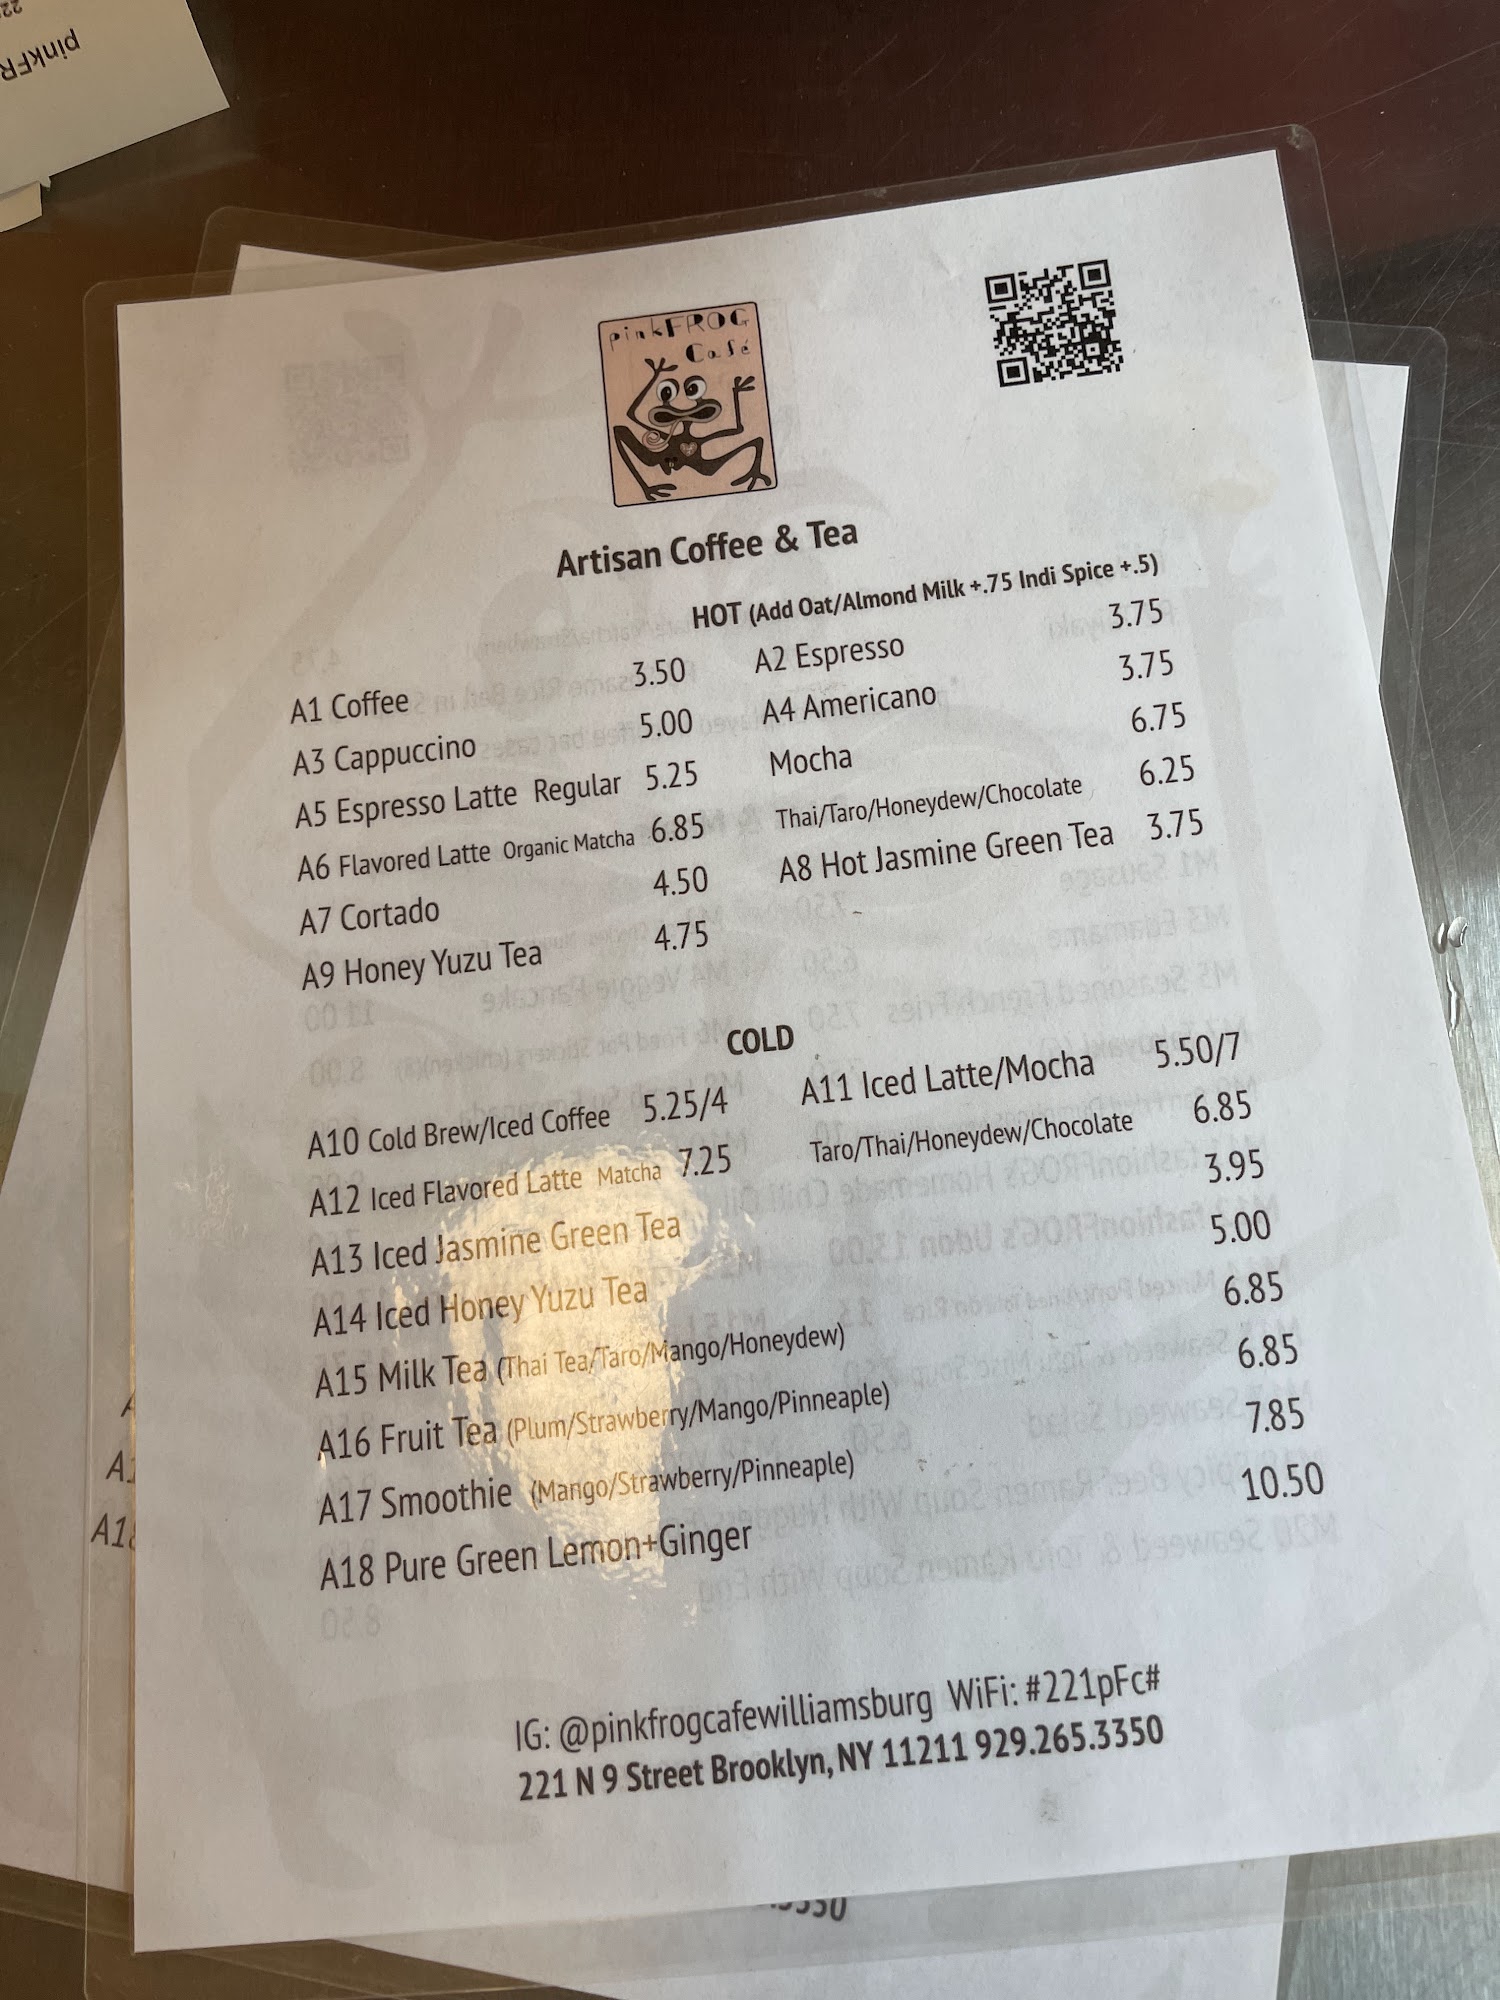 pinkFR
pinkFROG
Café
Artisan Coffee & Tea
HOT (Add Oat/Almond Milk +.75 Indi Spice +.5)
A1 Coffee 3.50 A2 Espresso 3.75
A3 Cappuccino 5.00 A4 Americano 3.75
A5 Espresso Latte Regular 5.25 Mocha 6.75
A6 Flavored Latte Organic Matcha 6.85 Thai/Taro/Honeydew/Chocolate 6.25
A7 Cortado 4.50 A8 Hot Jasmine Green Tea 3.75
A9 Honey Yuzu Tea 4.75
COLD
A10 Cold Brew/Iced Coffee 5.25/4 A11 Iced Latte/Mocha 5.50/7
A12 Iced Flavored Latte Matcha 7.25 Taro/Thai/Honeydew/Chocolate 6.85
A13 Iced Jasmine Green Tea 3.95
A14 Iced Honey Yuzu Tea 5.00
A15 Milk Tea (Thai Tea/Taro/Mango/Honeydew) 6.85
A16 Fruit Tea (Plum/Strawberry/Mango/Pinneaple) 6.85
A17 Smoothie (Mango/Strawberry/Pinneaple) 7.85
A18 Pure Green Lemon+Ginger 10.50
IG: @pinkfrogcafewilliamsburg WiFi: #221pFc#
221 N 9 Street Brooklyn, NY 11211 929.265.3350